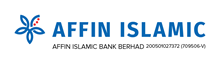 AFFIN ISLAMIC
AFFIN ISLAMIC BANK BERHAD 200501027372 (709506-V)